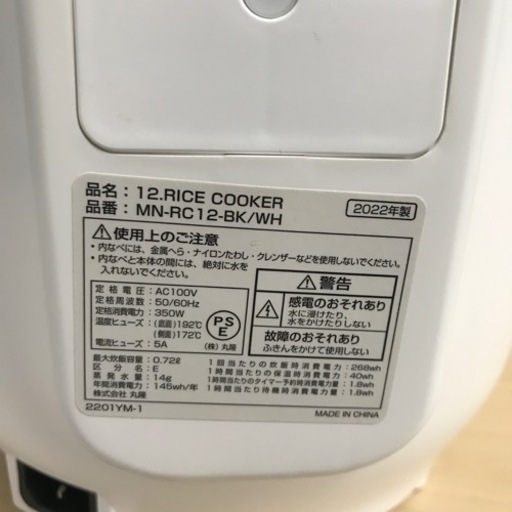 品名：12.RICE COOKER
品番：MN-RC12-BK/WH
2022年製
⚠使用上のご注意
・内なべには、金属へら・ナイロンたわし・クレンザーなどを使用しないでください。
・内なべと本体の間には、絶対に水を
入れないでください。
定格電圧：AC100V
定格周波数：50/60Hz
定格消費電力：350W
温度ヒューズ：(底面)192℃
(側面)172℃
電流ヒューズ：5A
PSE
(株)丸隆
⚠警告
感電のおそれあり
水に浸けたり、
水をかけたりしない
故障のおそれあり
ふきんをかけて使用しない
最大炊飯容量：0.72ℓ
区分名：E
蒸発水量：14g
年間消費電力量：145wh/年
株式会社 丸隆
1回当たりの炊飯時消費電力量：268wh
1時間当たりの保温時消費電力量：40wh
1時間当たりのタイマー予約時消費電力量：1.8wh
1時間当たり待機時消費電力量：1.8wh
2201YM-1
MADE IN CHINA